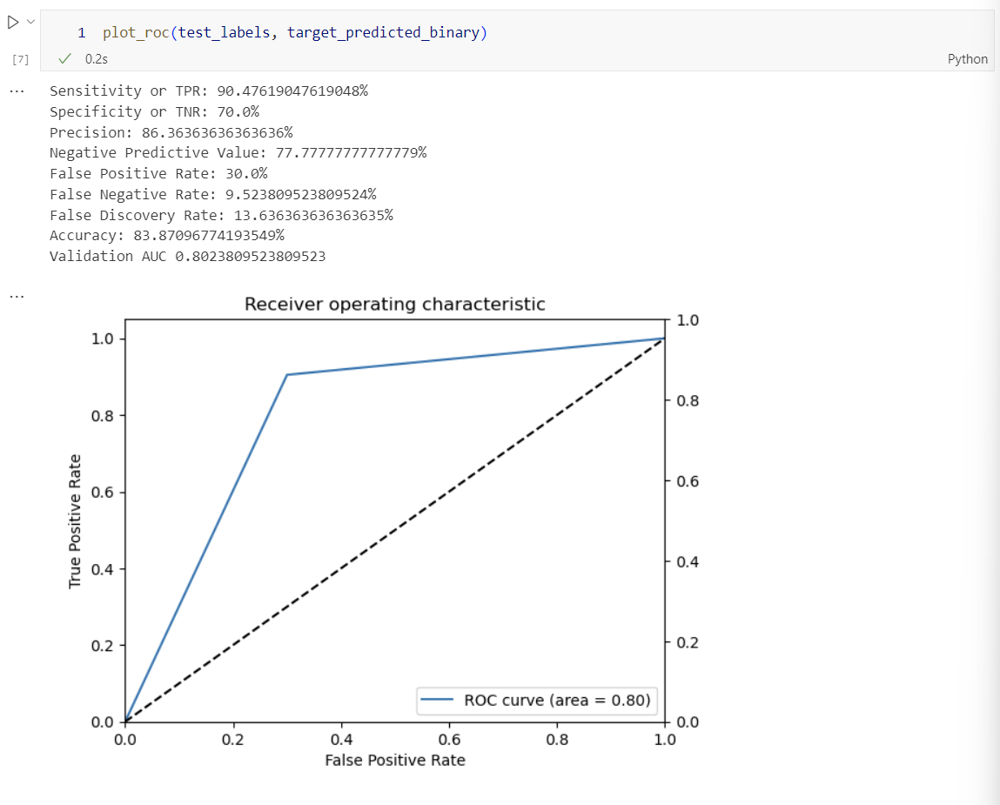 1 plot_roc(test_labels, target_predicted_binary)
[7] 0.2s Python
Sensitivity or TPR: 90.47619047619048%
Specificity or TNR: 70.0%
Precision: 86.36363636363636%
Negative Predictive Value: 77.77777777777779%
False Positive Rate: 30.0%
False Negative Rate: 9.523809523809524%
False Discovery Rate: 13.636363636363635%
Accuracy: 83.87096774193549%
Validation AUC 0.8023809523809523
Receiver operating characteristic
1.0 1.0
0.8 0.8
0.6 0.6
True Positive Rate
0.4 0.4
0.2 0.2
ROC curve (area = 0.80)
0.0 0.0
0.0 0.2 0.4 0.6 0.8 1.0
False Positive Rate